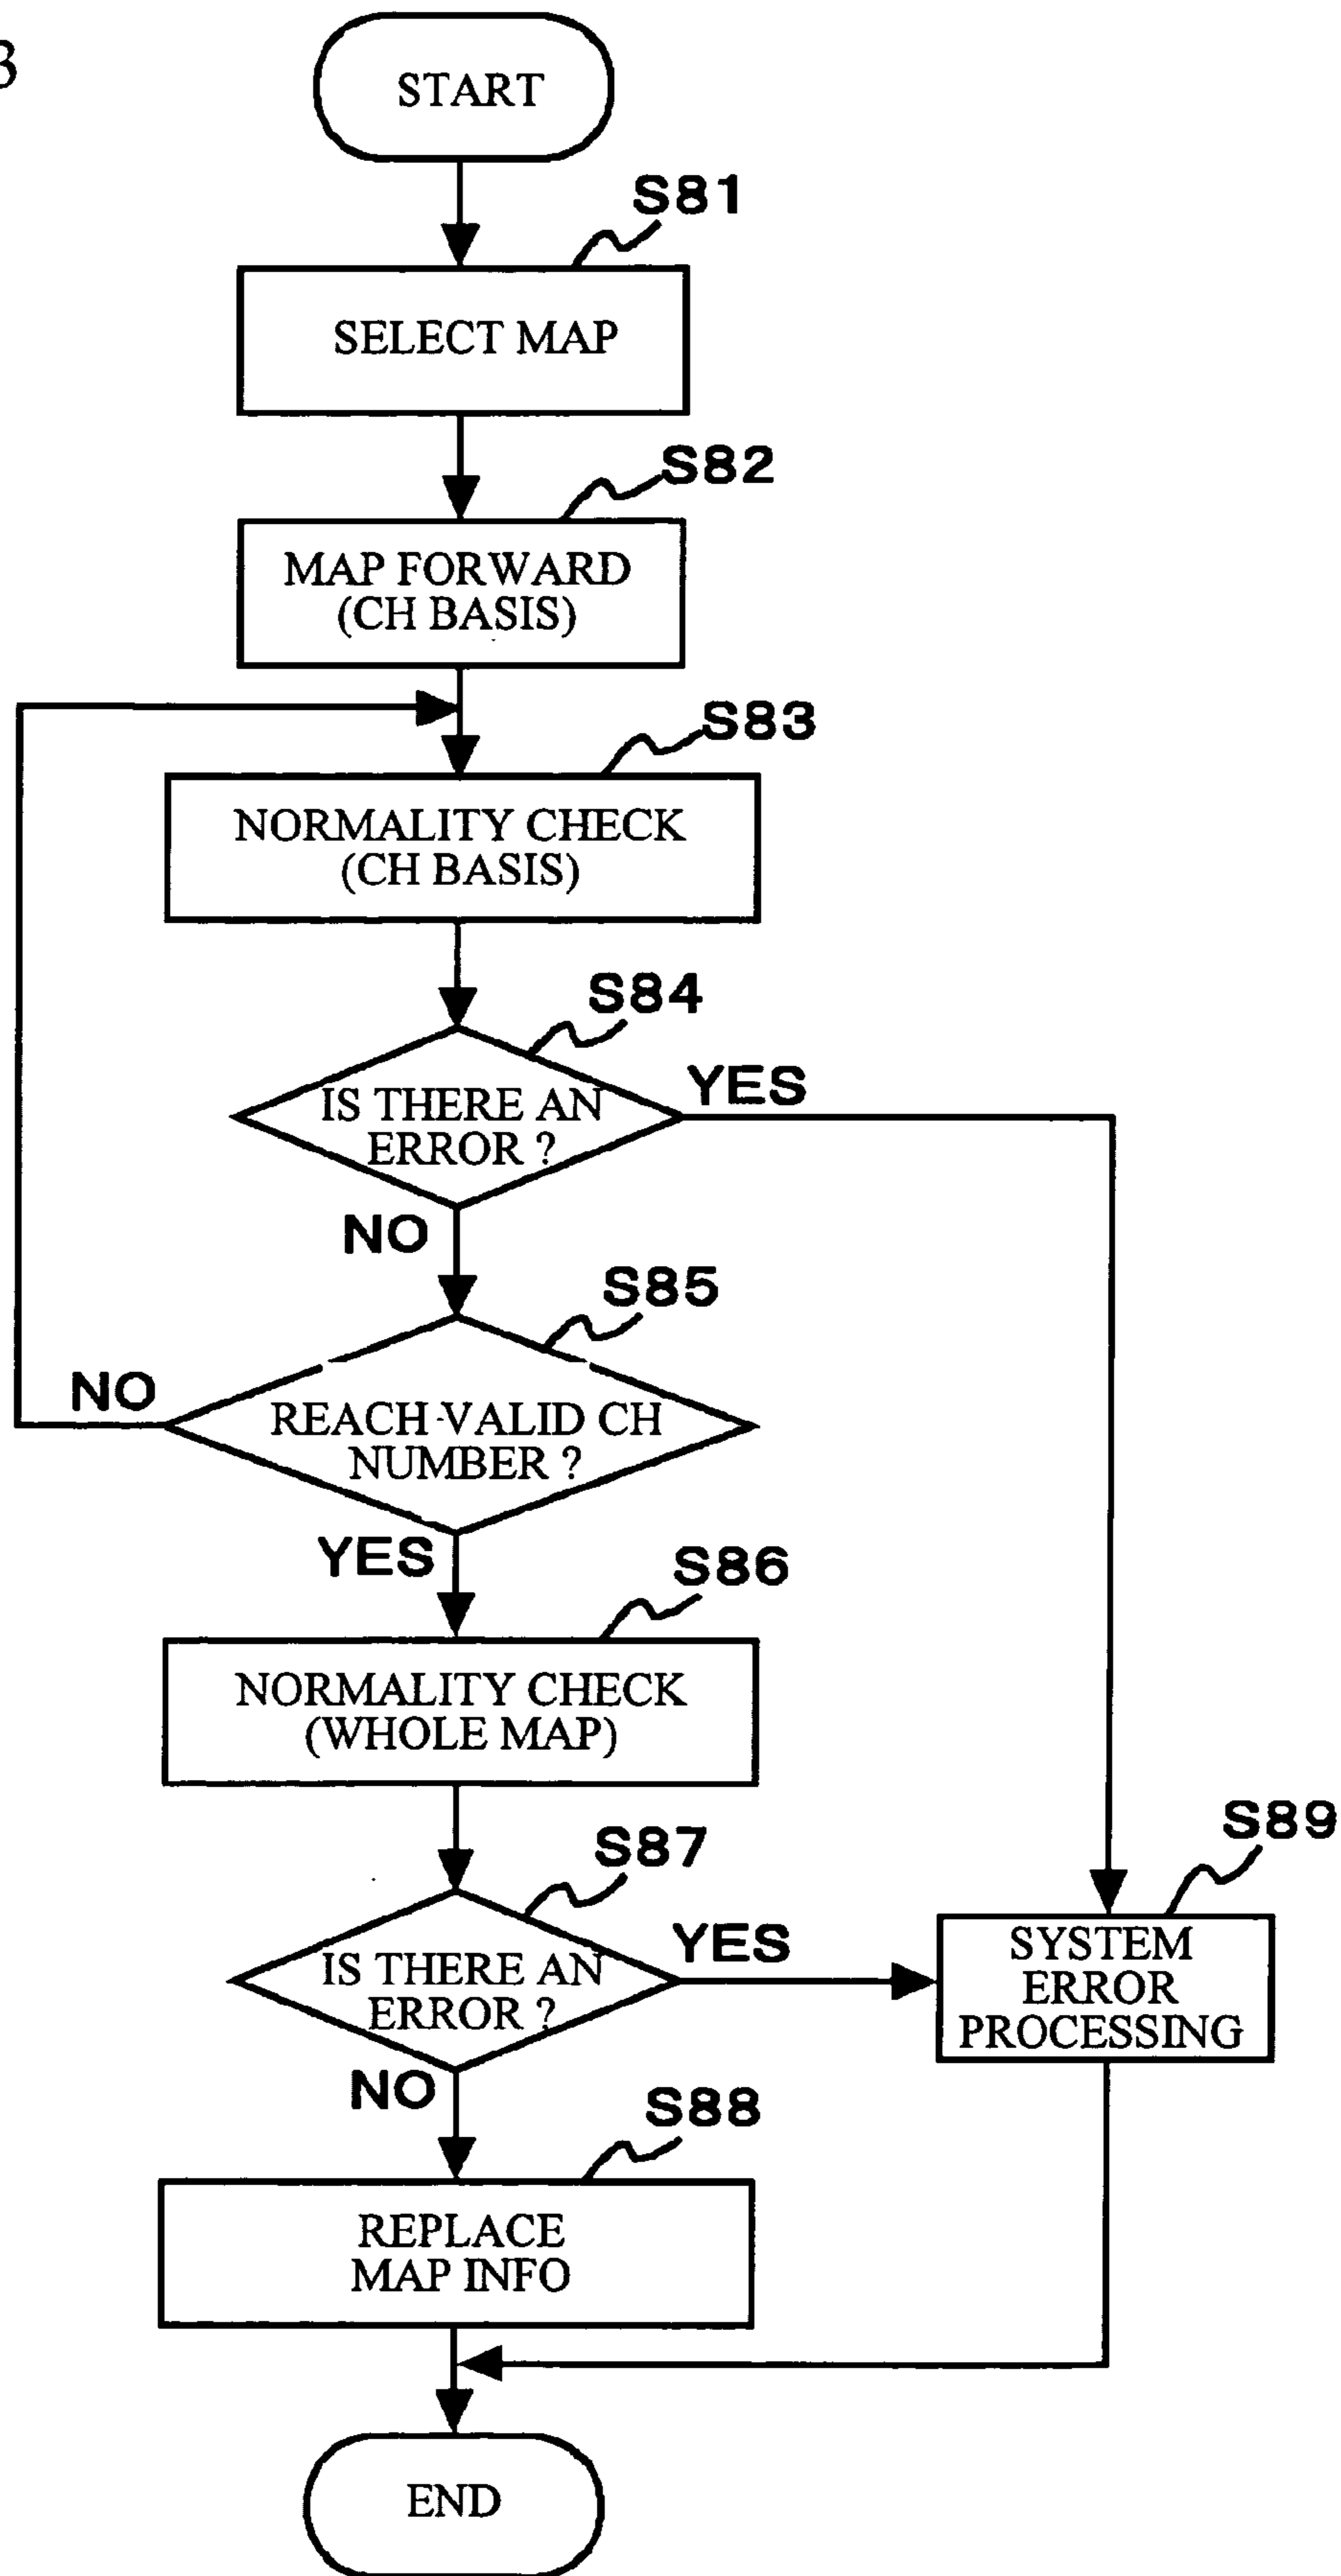 3
START
S81
SELECT MAP
S82
MAP FORWARD
(CH BASIS)
S83
NORMALITY CHECK
(CH BASIS)
S84
IS THERE AN
ERROR ?
YES
NO
S85
REACH-VALID CH
NUMBER ?
NO
YES
S86
NORMALITY CHECK
(WHOLE MAP)
S87
IS THERE AN
ERROR ?
YES
S89
SYSTEM
ERROR
PROCESSING
NO
S88
REPLACE
MAP INFO
END